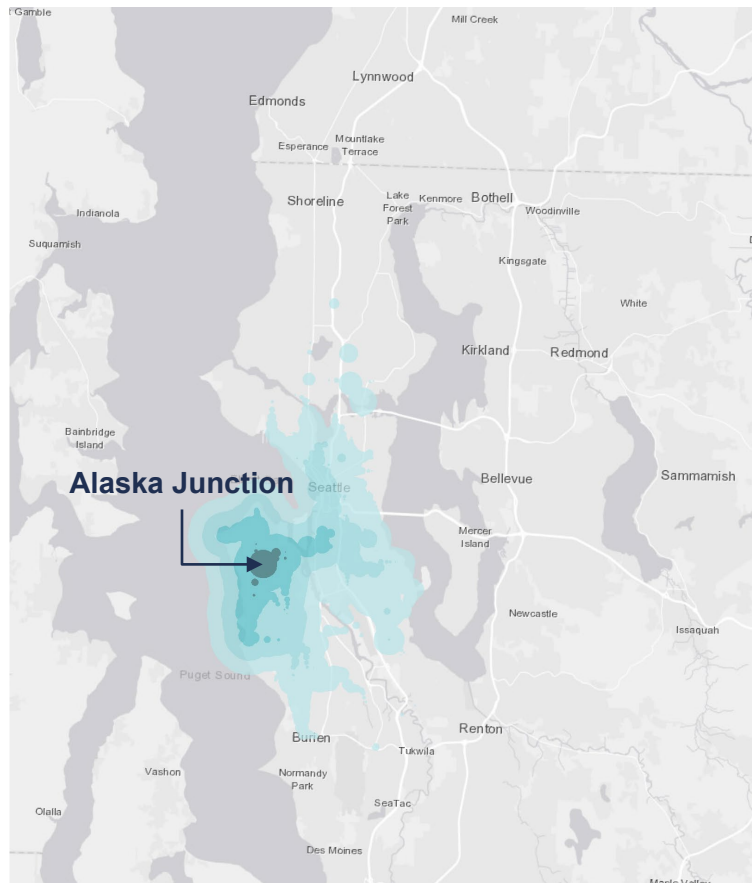 t Gamble
Mill Creek
Lynnwood
Edmonds
Mountlake
Terrace
Esperance
Shoreline
Lake
Forest
Park
Kenmore
Bothell
Woodinville
Indianola
Suquamish
Kingsgate
White
Kirkland
Redmond
Bainbridge
Island
Alaska Junction
Seattle
Bellevue
Sammamish
Mercer
Island
Newcastle
Issaquah
Puget Sound
Renton
Burien
Tukwila
Vashon
Normandy
Park
SeaTac
Olalla
Des Moines
Maple Valley